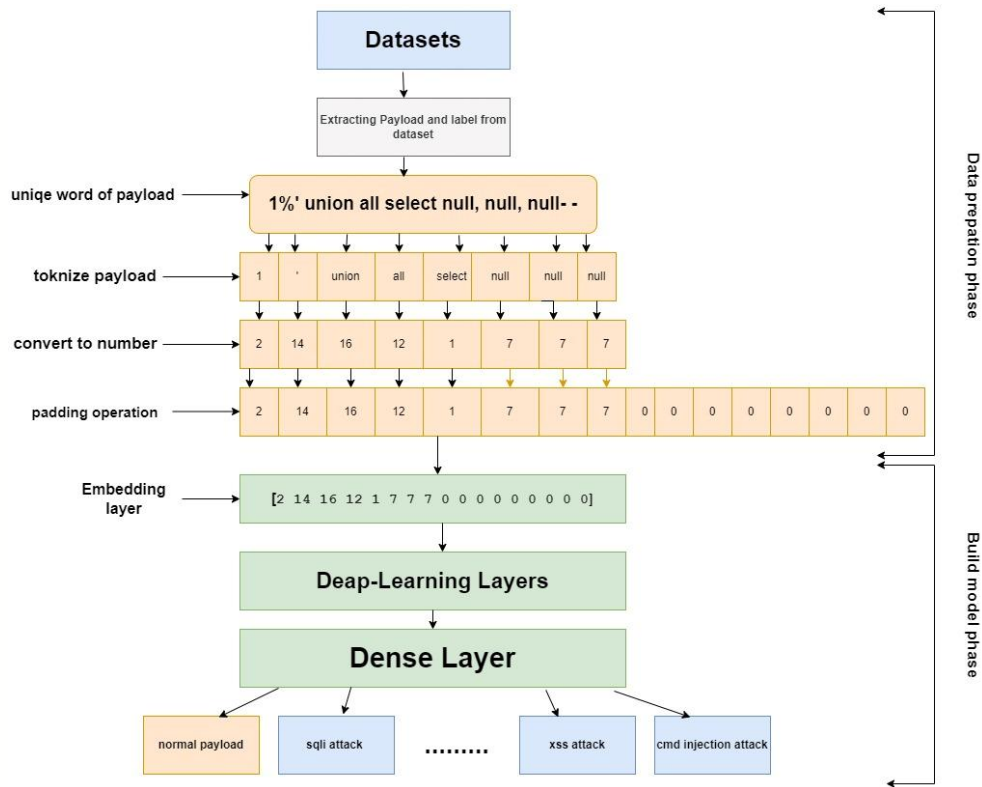 Datasets
Extracting Payload and label from
dataset
uniqe word of payload
1%' union all select null, null, null- -
toknize payload
1 ' union all select null null null
convert to number
2 14 16 12 1 7 7 7
padding operation
2 14 16 12 1 7 7 7 0 0 0 0 0 0 0 0
Data prepation phase
Embedding
layer
[2 14 16 12 1 7 7 7 0 0 0 0 0 0 0 0 0]
Deap-Learning Layers
Dense Layer
normal payload
sqli attack
.........
xss attack
cmd injection attack
Build model phase